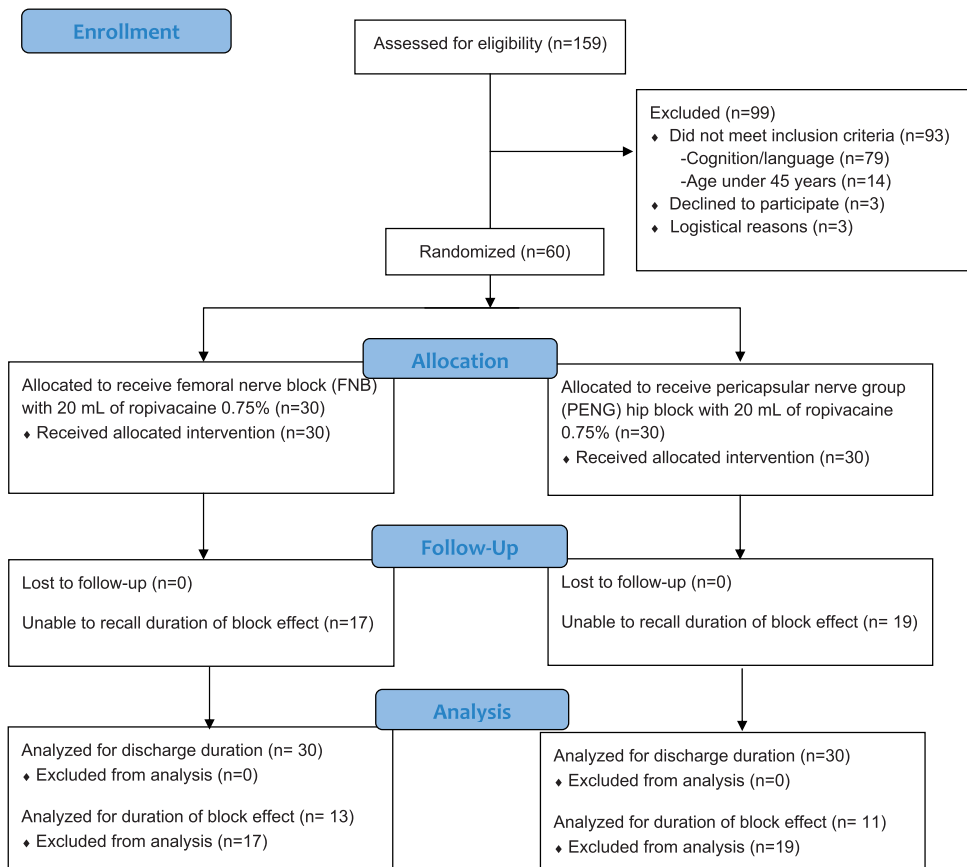 Enrollment
Assessed for eligibility (n=159)
Excluded (n=99)
♦ Did not meet inclusion criteria (n=93)
-Cognition/language (n=79)
-Age under 45 years (n=14)
♦ Declined to participate (n=3)
♦ Logistical reasons (n=3)
Randomized (n=60)
Allocation
Allocated to receive femoral nerve block (FNB)
with 20 mL of ropivacaine 0.75% (n=30)
♦ Received allocated intervention (n=30)
Allocated to receive pericapsular nerve group
(PENG) hip block with 20 mL of ropivacaine
0.75% (n=30)
♦ Received allocated intervention (n=30)
Follow-Up
Lost to follow-up (n=0)
Unable to recall duration of block effect (n=17)
Lost to follow-up (n=0)
Unable to recall duration of block effect (n= 19)
Analysis
Analyzed for discharge duration (n= 30)
♦ Excluded from analysis (n=0)
Analyzed for duration of block effect (n= 13)
♦ Excluded from analysis (n=17)
Analyzed for discharge duration (n=30)
♦ Excluded from analysis (n=0)
Analyzed for duration of block effect (n= 11)
♦ Excluded from analysis (n=19)